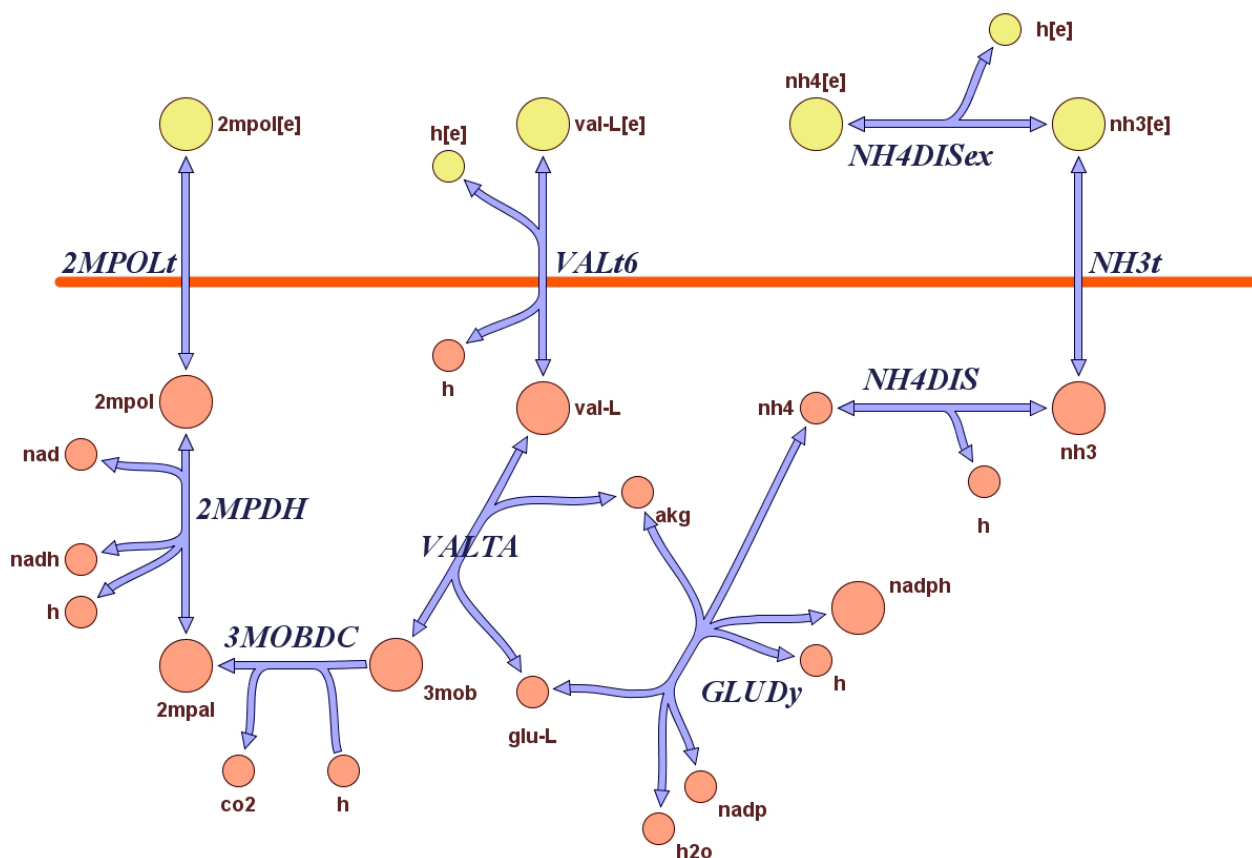 h[e]
nh4[e]
2mpol[e]
val-L[e]
nh3[e]
h[e]
NH4DISex
2MPOLt
VALt6
NH3t
h
NH4DIS
2mpol
val-L
nh4
nh3
nad
2MPDH
akg
h
VALTA
nadh
nadph
h
3MOBDC
h
3mob
GLUDy
2mpal
glu-L
co2
h
nadp
h2o